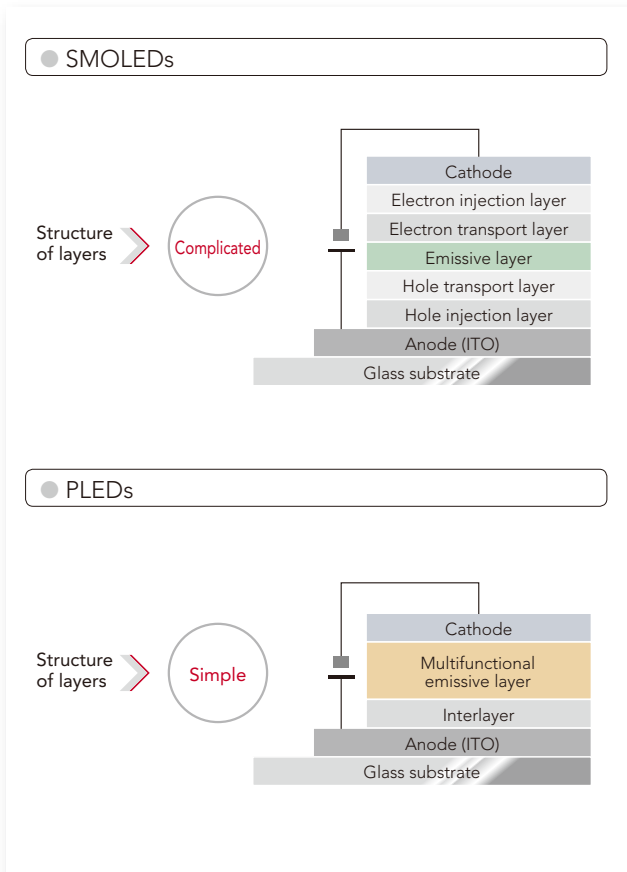 SMOLEDs
Structure
of layers
Complicated
Cathode
Electron injection layer
Electron transport layer
Emissive layer
Hole transport layer
Hole injection layer
Anode (ITO)
Glass substrate
PLEDs
Structure
of layers
Simple
Cathode
Multifunctional
emissive layer
Interlayer
Anode (ITO)
Glass substrate